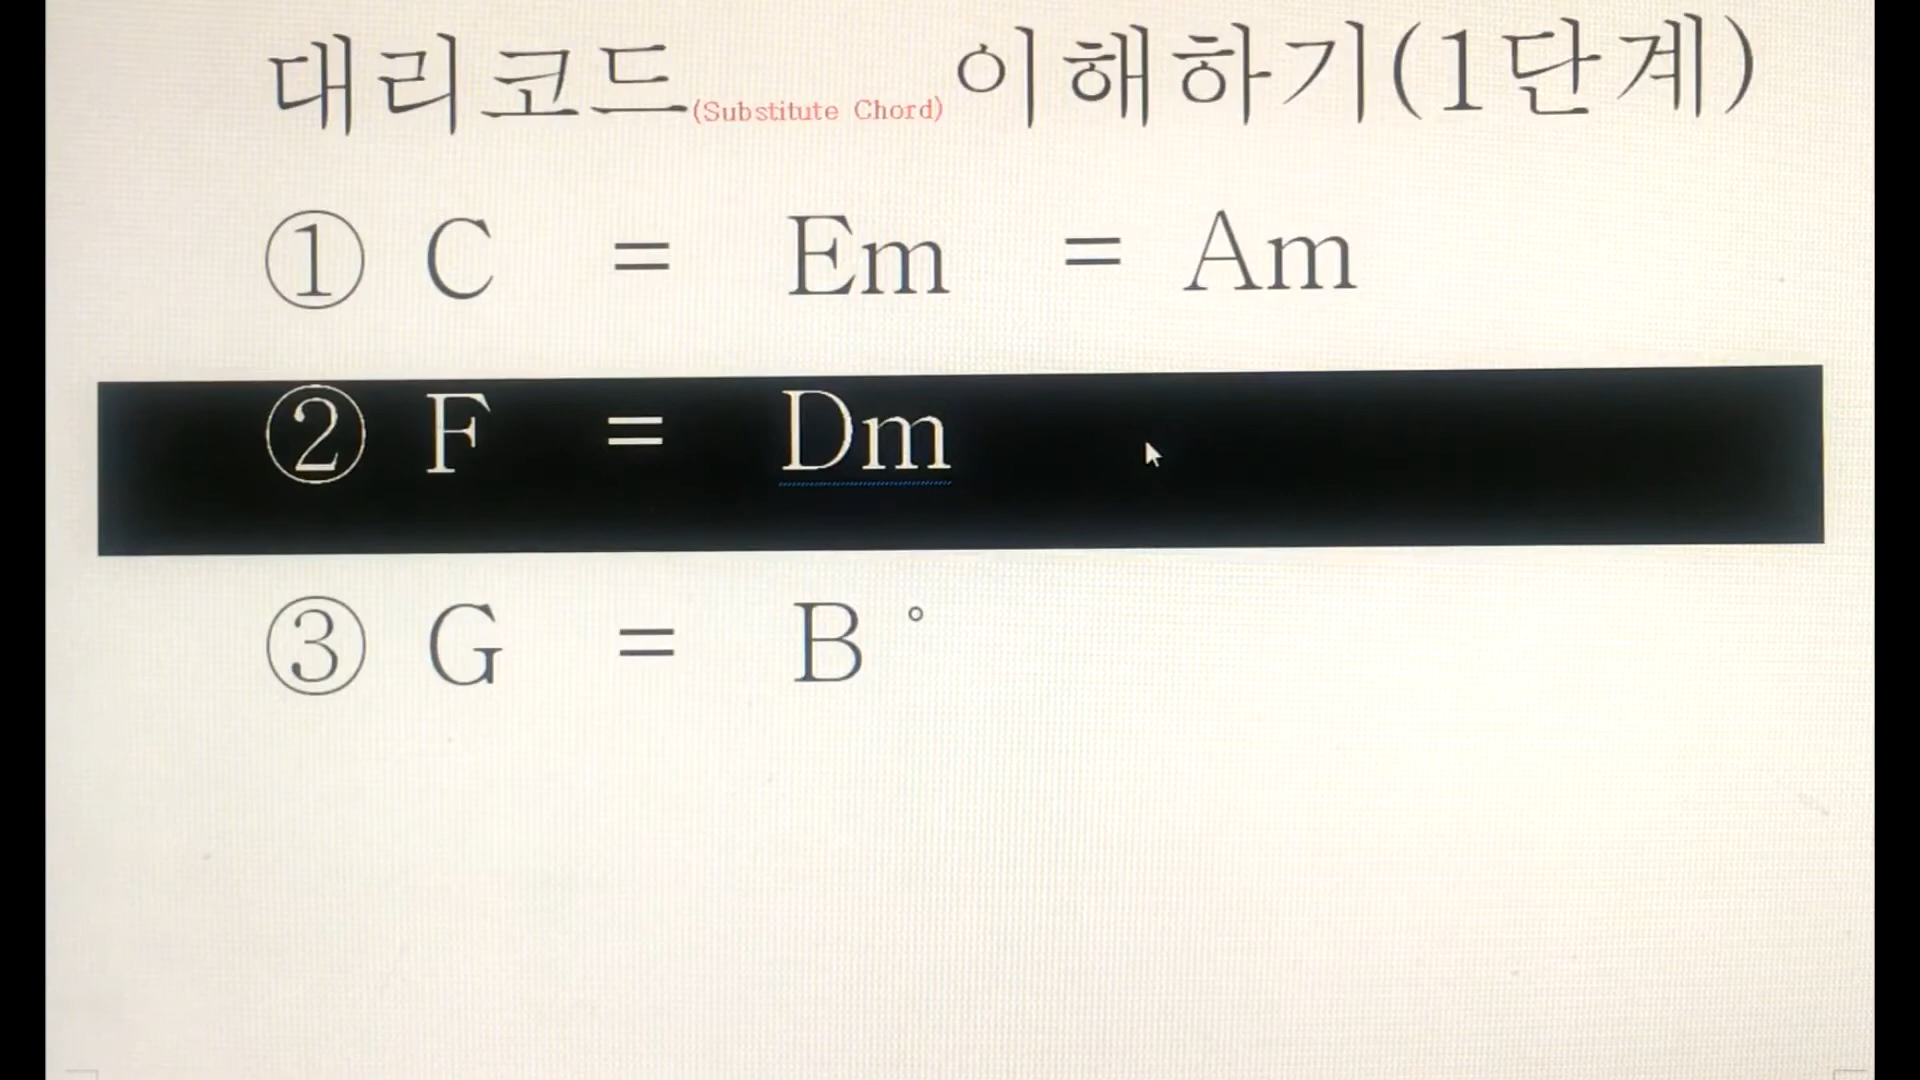 대리코드(Substitute Chord) 이해하기(1단계)
① C = Em = Am
② F = Dm
③ G = B °